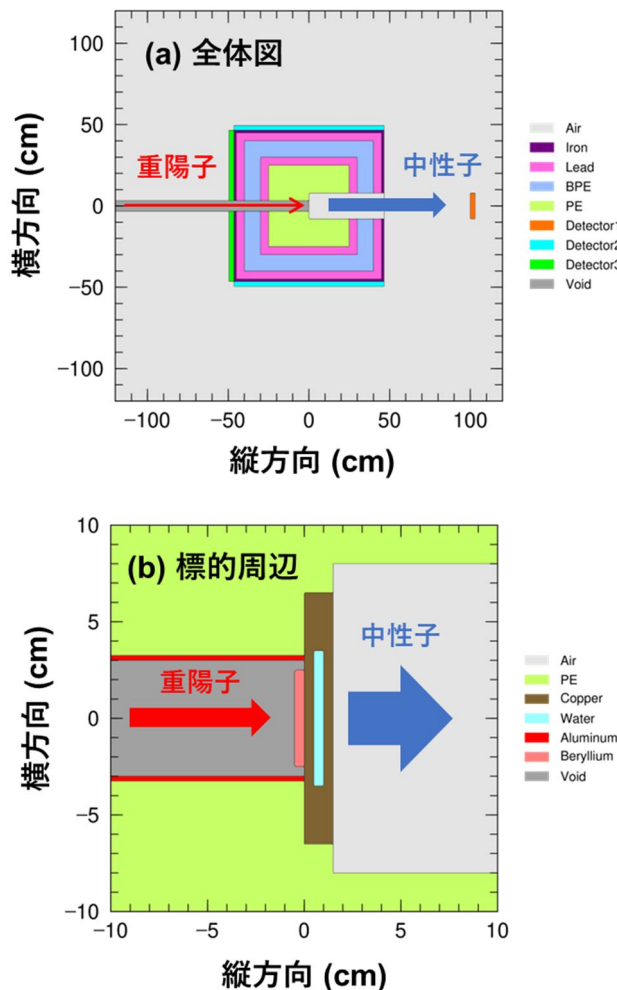 (a) 全体図
重陽子
中性子
100
50
0
−50
−100
横方向 (cm)
−100
−50
0
50
100
縦方向 (cm)
Air
Iron
Lead
BPE
PE
Detector1
Detector2
Detector3
Void
(b) 標的周辺
重陽子
中性子
10
5
0
−5
−10
横方向 (cm)
−10
−5
0
5
10
縦方向 (cm)
Air
PE
Copper
Water
Aluminum
Beryllium
Void